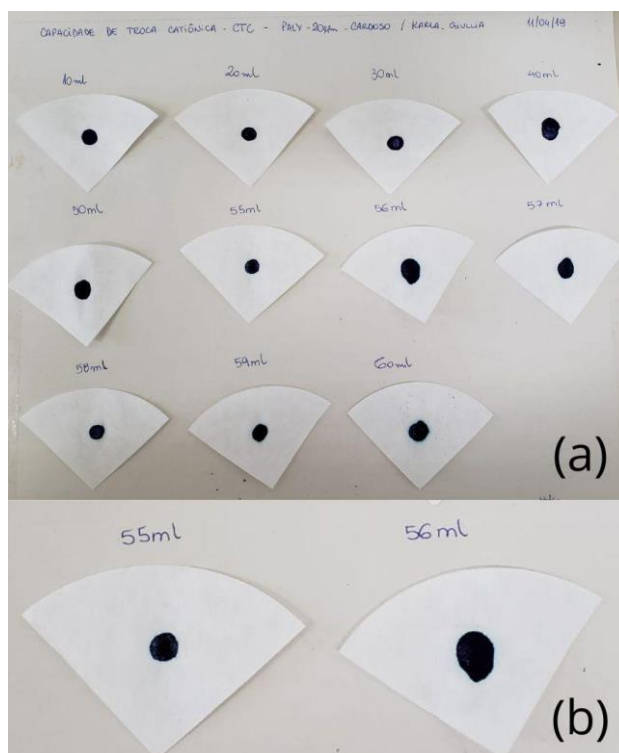 CAPACIDADE DE TROCA CATIÔNICA - CTC - PALY - 20µm - CARDOSO / KARLA - GIULLIA 11/04/19
10ml 20ml 30ml 40ml
50ml 55ml 56ml 57ml
58ml 59ml 60ml
(a)
55ml 56ml
(b)